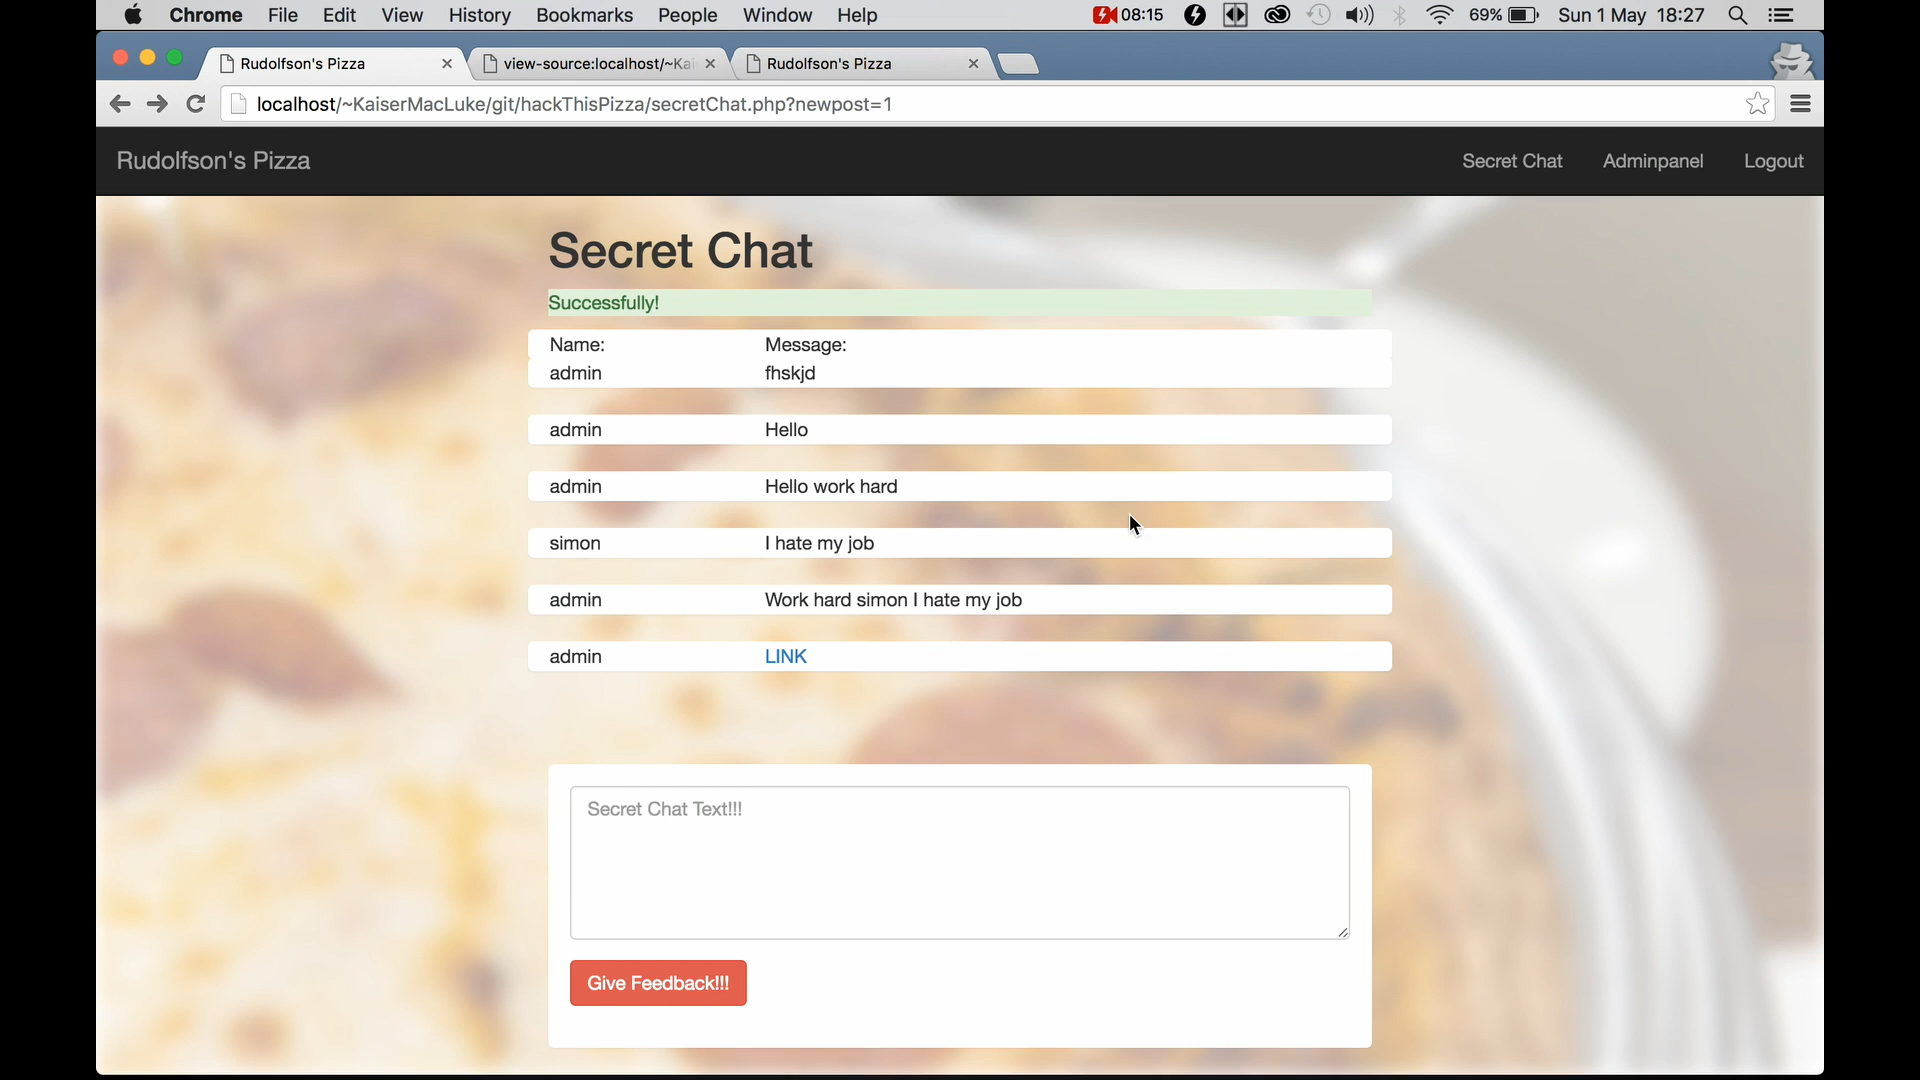 Chrome File Edit View History Bookmarks People Window Help 08:15 69% Sun 1 May 18:27
Rudolfson's Pizza view-source:localhost/~Kai Rudolfson's Pizza
localhost/~KaiserMacLuke/git/hackThisPizza/secretChat.php?newpost=1
Rudolfson's Pizza Secret Chat Adminpanel Logout
Secret Chat
Successfully!
Name: Message:
admin fhskjd
admin Hello
admin Hello work hard
simon I hate my job
admin Work hard simon I hate my job
admin LINK
Secret Chat Text!!!
Give Feedback!!!